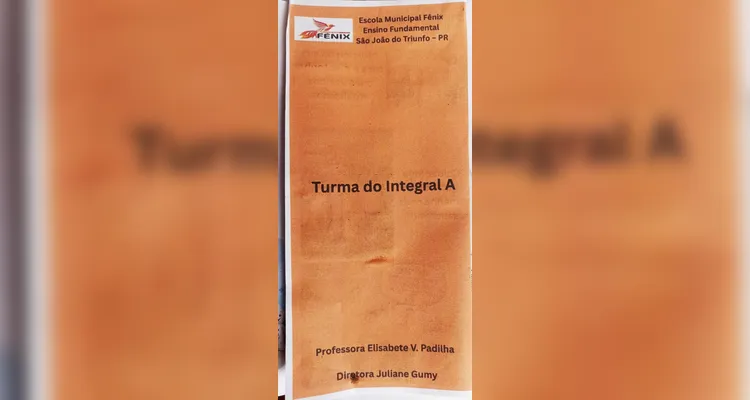 FÊNIX
Escola Municipal Fênix
Ensino Fundamental
São João do Triunfo – PR
Turma do Integral A
Professora Elisabete V. Padilha
Diretora Juliane Gumy